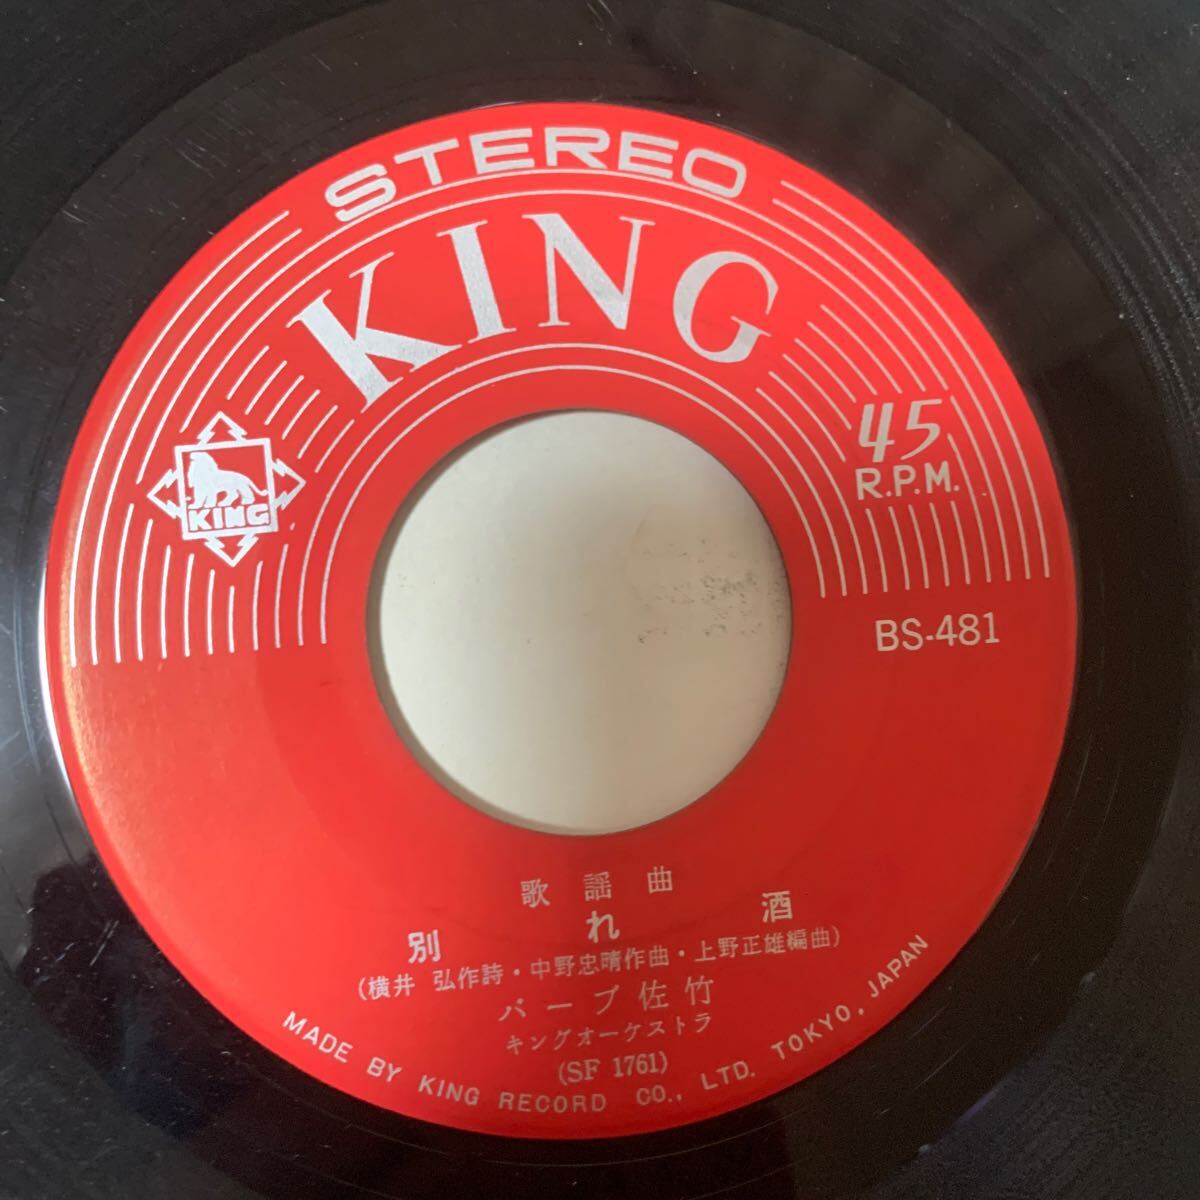 STEREO
KING
KING
45
R.P.M.
BS-481
歌謡曲
別れ酒
(横井 弘作詩・中野忠晴作曲・上野正雄編曲)
バーブ佐竹
キングオーケストラ
(SF 1761)
MADE BY KING RECORD CO., LTD. TOKYO, JAPAN